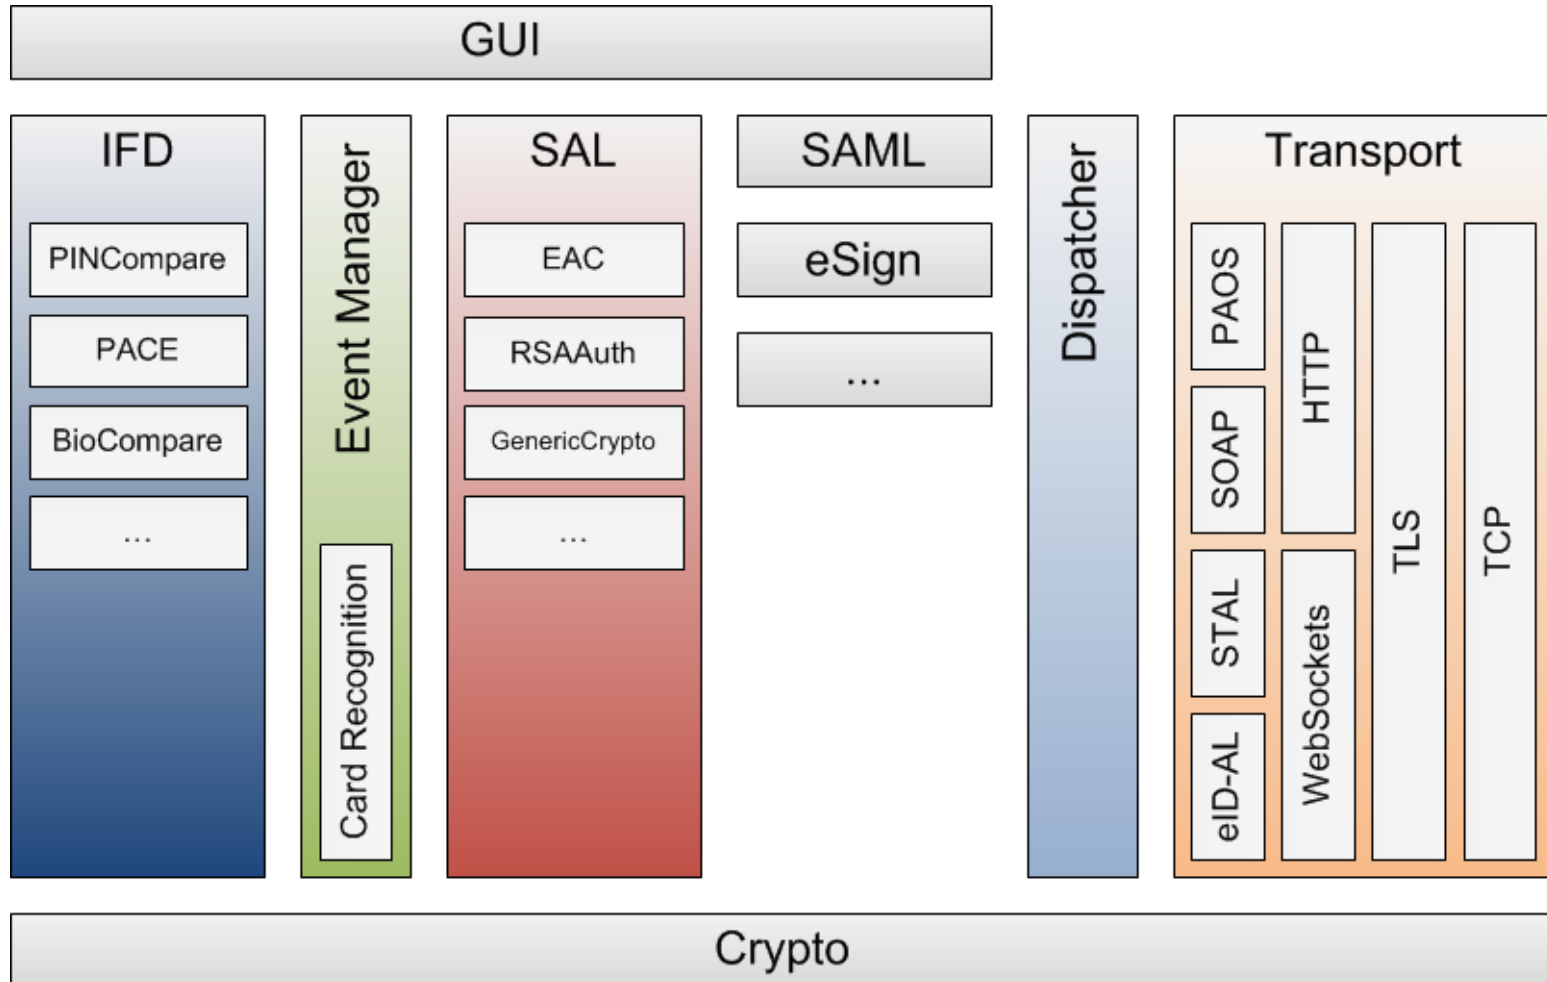 GUI
IFD
PINCompare
PACE
BioCompare
...
Event Manager
Card Recognition
SAL
EAC
RSAAuth
GenericCrypto
...
SAML
eSign
...
Dispatcher
Transport
PAOS
SOAP
STAL
eID-AL
HTTP
WebSockets
TLS
TCP
Crypto